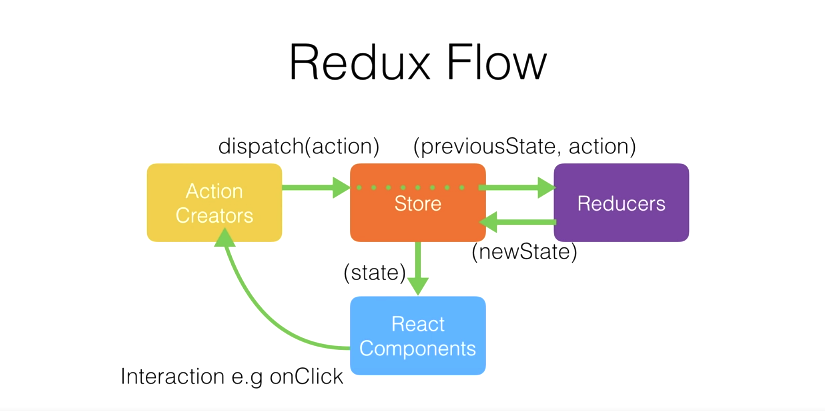 Redux Flow
dispatch(action)
(previousState, action)
Action
Creators
Store
Reducers
(newState)
(state)
React
Components
Interaction e.g onClick